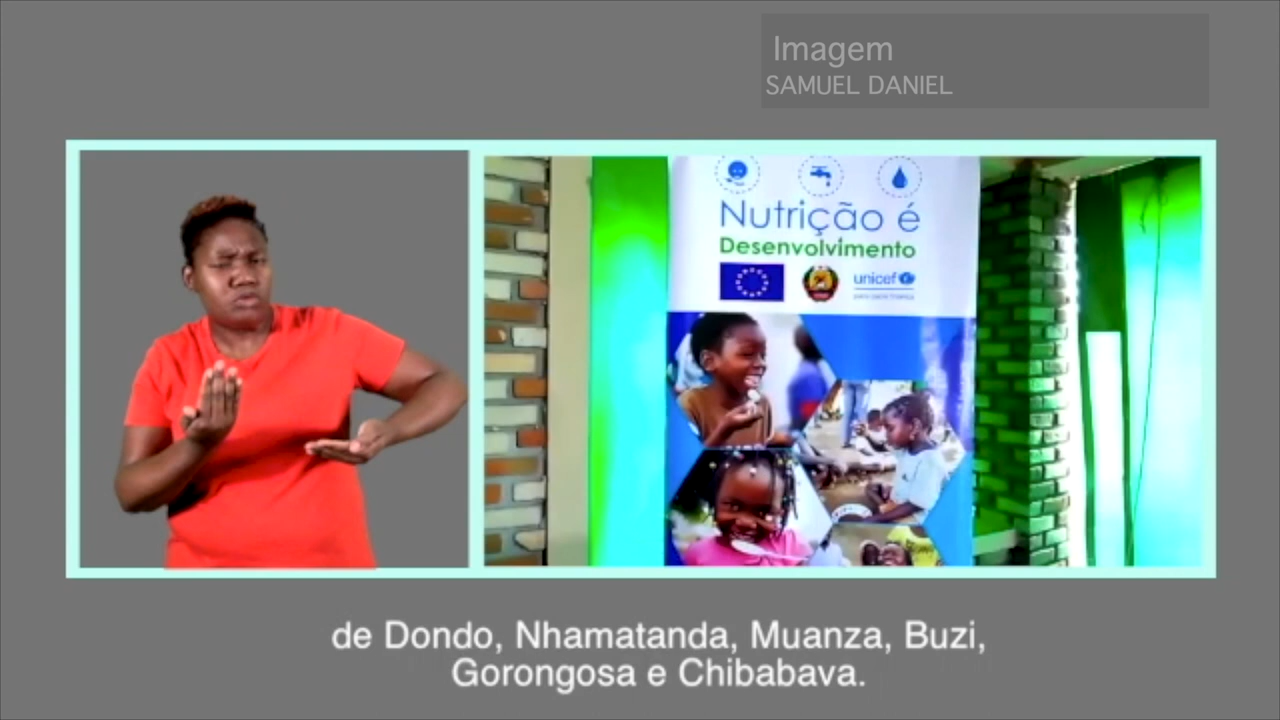 Imagem
SAMUEL DANIEL
Nutrição é
Desenvolvimento
unicef
de Dondo, Nhamatanda, Muanza, Buzi,
Gorongosa e Chibabava.